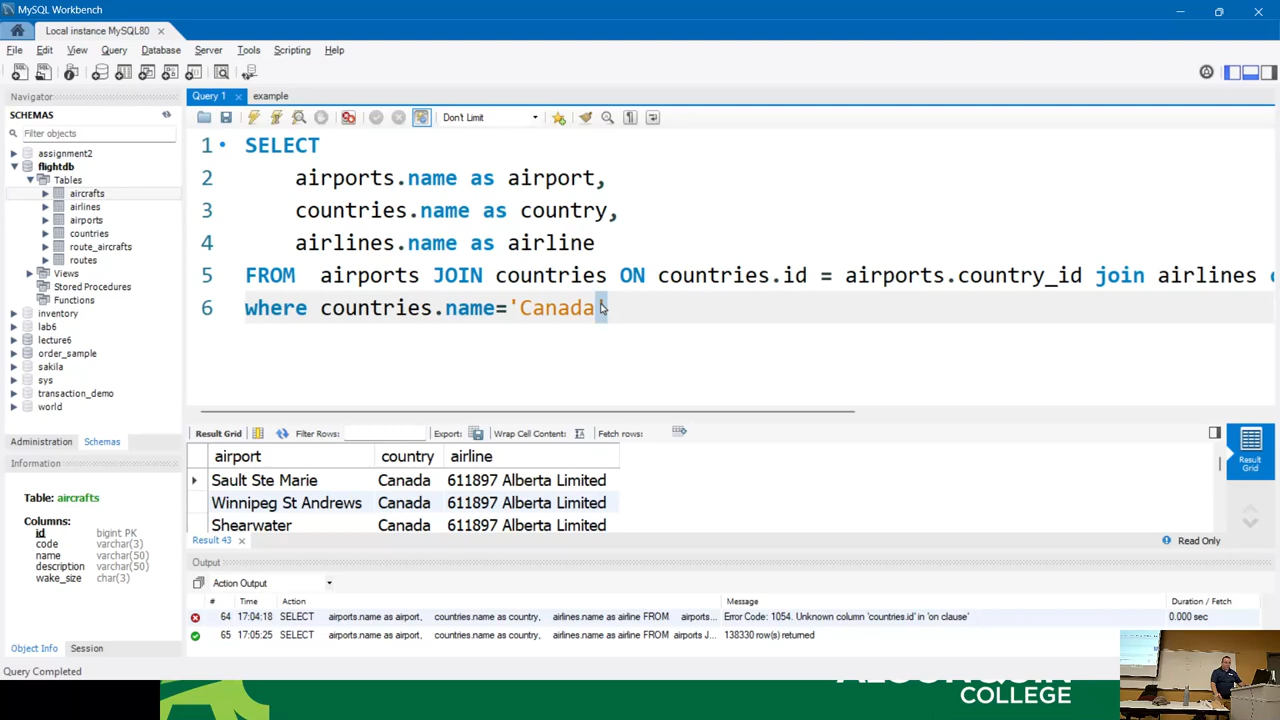 MySQL Workbench
Local instance MySQL80
File Edit View Query Database Server Tools Scripting Help
Navigator
SCHEMAS
Filter objects
assignment2
flightdb
Tables
aircrafts
airlines
airports
countries
route_aircrafts
routes
Views
Stored Procedures
Functions
inventory
lab6
lecture6
order_sample
sakila
sys
transaction_demo
world
Administration Schemas
Information
Table: aircrafts
Columns:
id bigint PK
code varchar(3)
name varchar(50)
description varchar(50)
wake_size char(3)
Object Info Session
Query Completed
Query 1 example
Don't Limit
1 SELECT
2 airports.name as airport,
3 countries.name as country,
4 airlines.name as airline
5 FROM airports JOIN countries ON countries.id = airports.country_id join airlines
6 where countries.name='Canada'
Result Grid Filter Rows: Export: Wrap Cell Content: Fetch rows:
airport country airline
Sault Ste Marie Canada 611897 Alberta Limited
Winnipeg St Andrews Canada 611897 Alberta Limited
Shearwater Canada 611897 Alberta Limited
Result Grid
Result 43 Read Only
Output
Action Output
# Time Action Message Duration / Fetch
64 17:04:18 SELECT airports.name as airport, countries.name as country, airlines.name as airline FROM airports... Error Code: 1054. Unknown column 'countries.id' in 'on clause' 0.000 sec
65 17:05:25 SELECT airports.name as airport, countries.name as country, airlines.name as airline FROM airports J... 138330 row(s) returned
COLLEGE